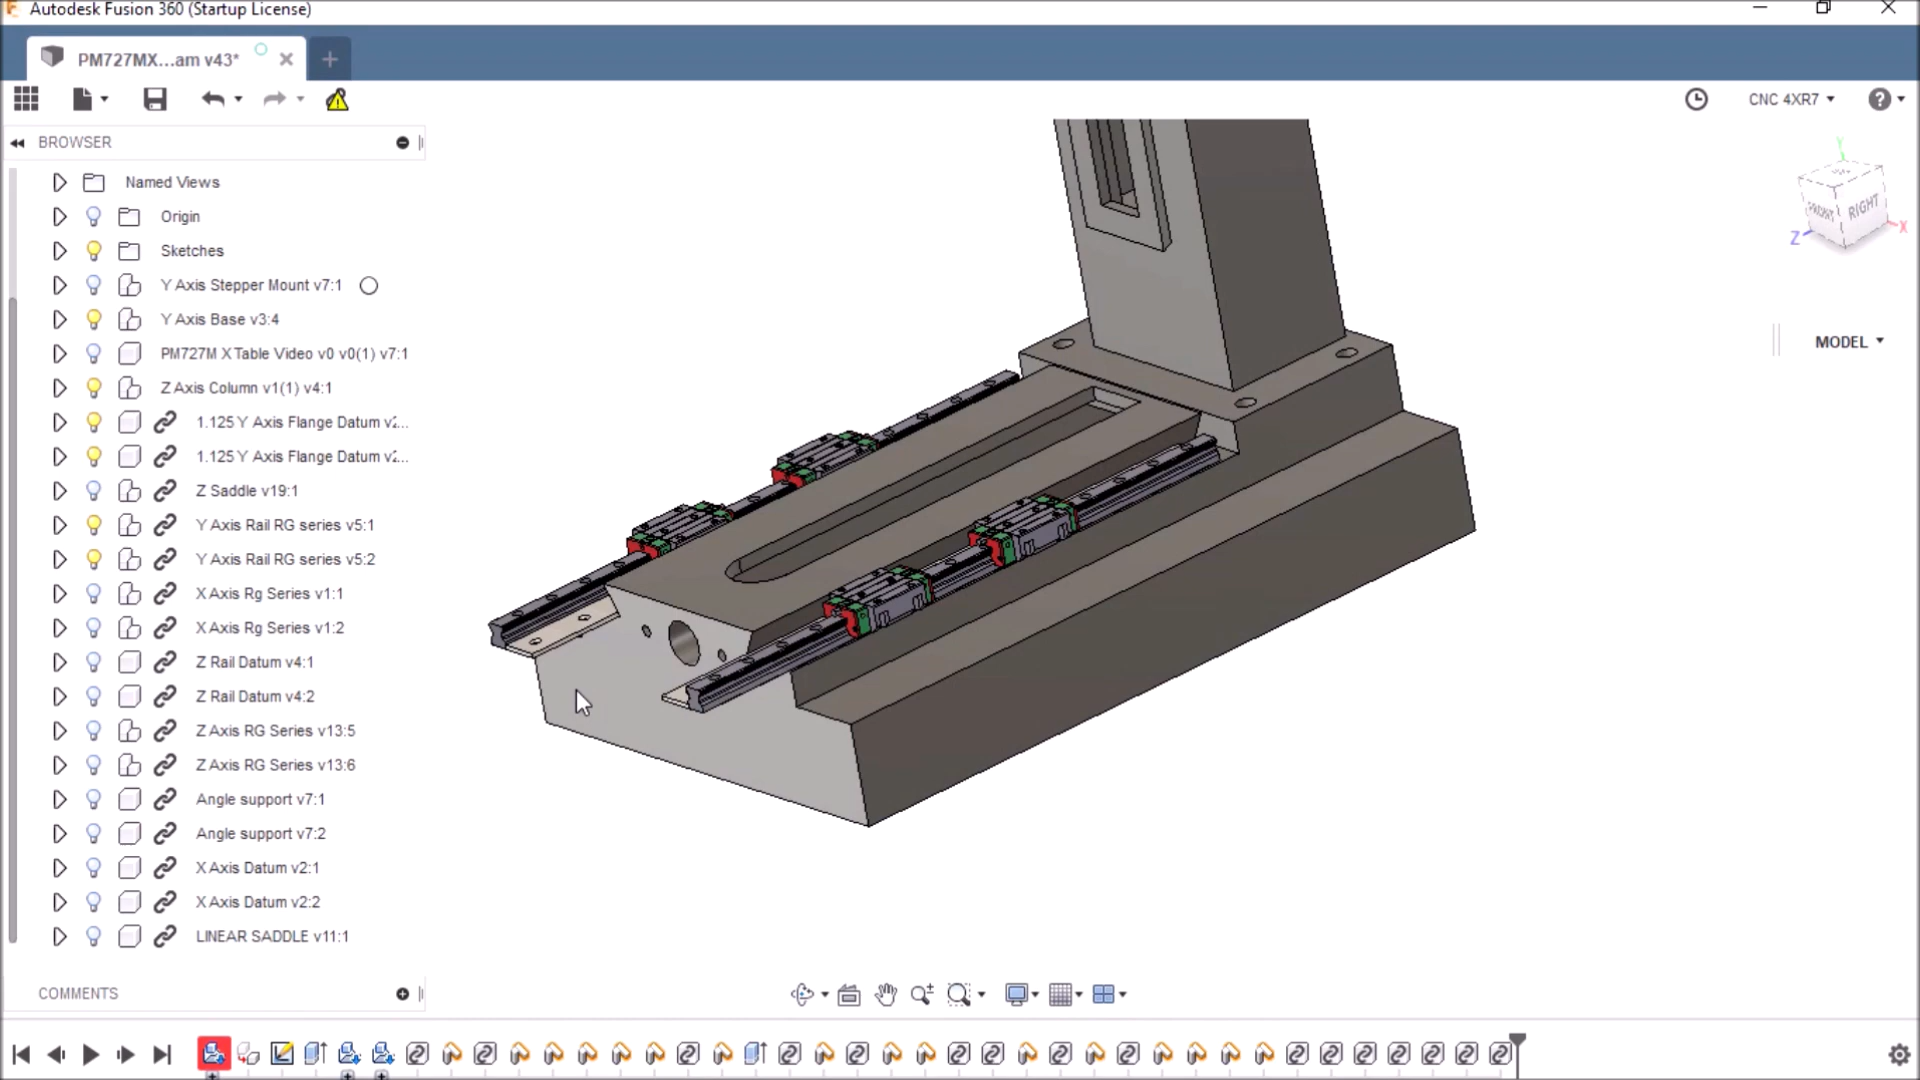 Autodesk Fusion 360 (Startup License)
PM727MX...am v43*
CNC 4XR7
BROWSER
Named Views
Origin
Sketches
Y Axis Stepper Mount v7:1
Y Axis Base v3:4
PM727M X Table Video v0 v0(1) v7:1
Z Axis Column v1(1) v4:1
1.125 Y Axis Flange Datum v2...
1.125 Y Axis Flange Datum v2...
Z Saddle v19:1
Y Axis Rail RG series v5:1
Y Axis Rail RG series v5:2
X Axis Rg Series v1:1
X Axis Rg Series v1:2
Z Rail Datum v4:1
Z Rail Datum v4:2
Z Axis RG Series v13:5
Z Axis RG Series v13:6
Angle support v7:1
Angle support v7:2
X Axis Datum v2:1
X Axis Datum v2:2
LINEAR SADDLE v11:1
COMMENTS
Y
FRONT
RIGHT
Z
X
MODEL